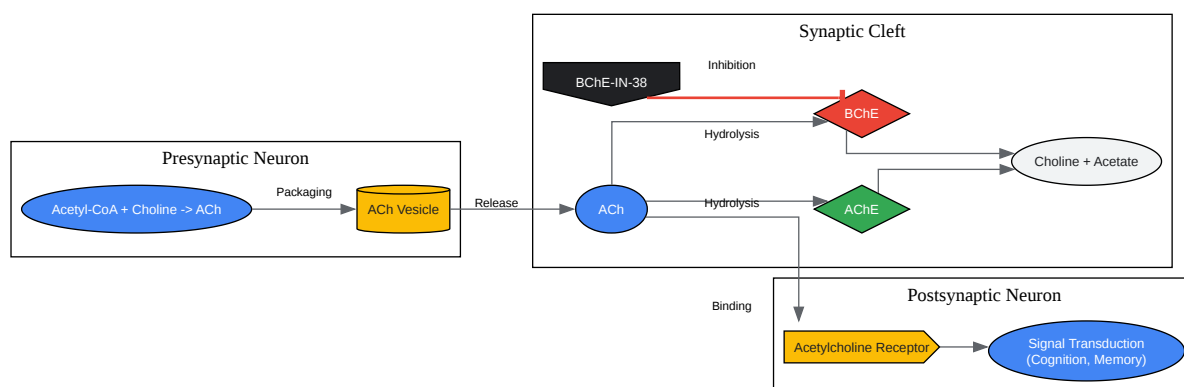 Synaptic Cleft
BChE-IN-38
Inhibition
BChE
Hydrolysis
Choline + Acetate
Presynaptic Neuron
Acetyl-CoA + Choline -> ACh
Packaging
ACh Vesicle
Release
ACh
Hydrolysis
AChE
Postsynaptic Neuron
Binding
Acetylcholine Receptor
Signal Transduction
(Cognition, Memory)